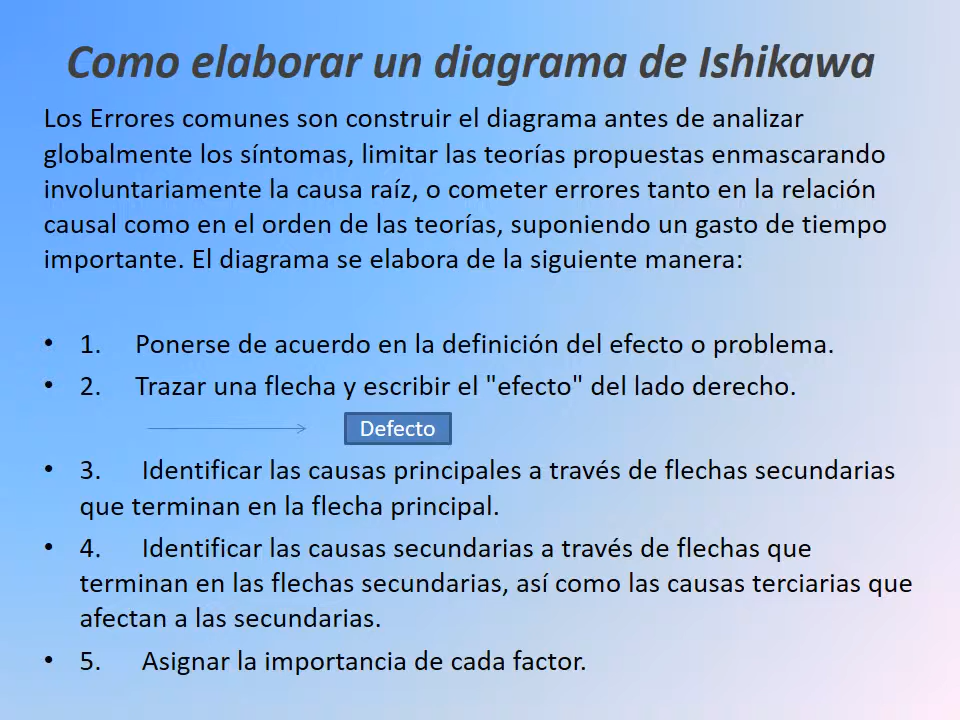 Como elaborar un diagrama de Ishikawa
Los Errores comunes son construir el diagrama antes de analizar
globalmente los síntomas, limitar las teorías propuestas enmascarando
involuntariamente la causa raíz, o cometer errores tanto en la relación
causal como en el orden de las teorías, suponiendo un gasto de tiempo
importante. El diagrama se elabora de la siguiente manera:
• 1. Ponerse de acuerdo en la definición del efecto o problema.
• 2. Trazar una flecha y escribir el "efecto" del lado derecho.
Defecto
• 3. Identificar las causas principales a través de flechas secundarias
que terminan en la flecha principal.
• 4. Identificar las causas secundarias a través de flechas que
terminan en las flechas secundarias, así como las causas terciarias que
afectan a las secundarias.
• 5. Asignar la importancia de cada factor.